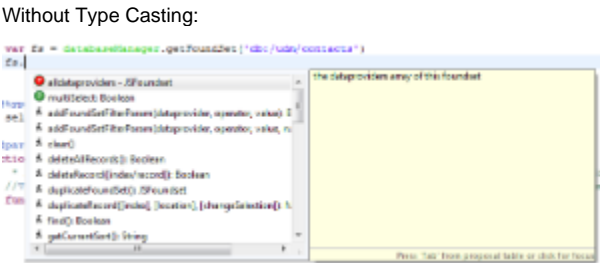 Without Type Casting:
var fs = databaseManager.getFoundSet('dbc/udm/contacts')
fs.
alldataproviders - JSFoundset
multiSelect: Boolean
addFoundSetFilterParam(dataprovider, operator, value)
addFoundSetFilterParam(dataprovider, operator, value,
clear()
deleteAllRecords(): Boolean
deleteRecord([index/record]): Boolean
duplicateFoundSet(): JSFoundset
duplicateRecord([index], [location], [changeSelection]):
find(): Boolean
getCurrentSort(): String
the dataproviders array of this foundset
Press 'Tab' from proposal table or click for focus